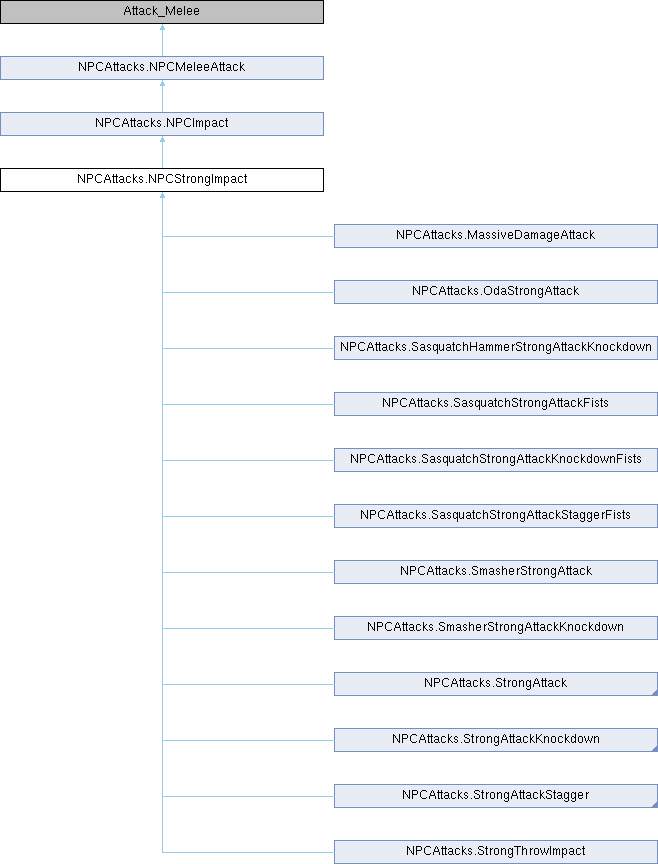 Attack_Melee
NPCAttacks.NPCMeleeAttack
NPCAttacks.NPCImpact
NPCAttacks.NPCStrongImpact
NPCAttacks.MassiveDamageAttack
NPCAttacks.OdaStrongAttack
NPCAttacks.SasquatchHammerStrongAttackKnockdown
NPCAttacks.SasquatchStrongAttackFists
NPCAttacks.SasquatchStrongAttackKnockdownFists
NPCAttacks.SasquatchStrongAttackStaggerFists
NPCAttacks.SmasherStrongAttack
NPCAttacks.SmasherStrongAttackKnockdown
NPCAttacks.StrongAttack
NPCAttacks.StrongAttackKnockdown
NPCAttacks.StrongAttackStagger
NPCAttacks.StrongThrowImpact